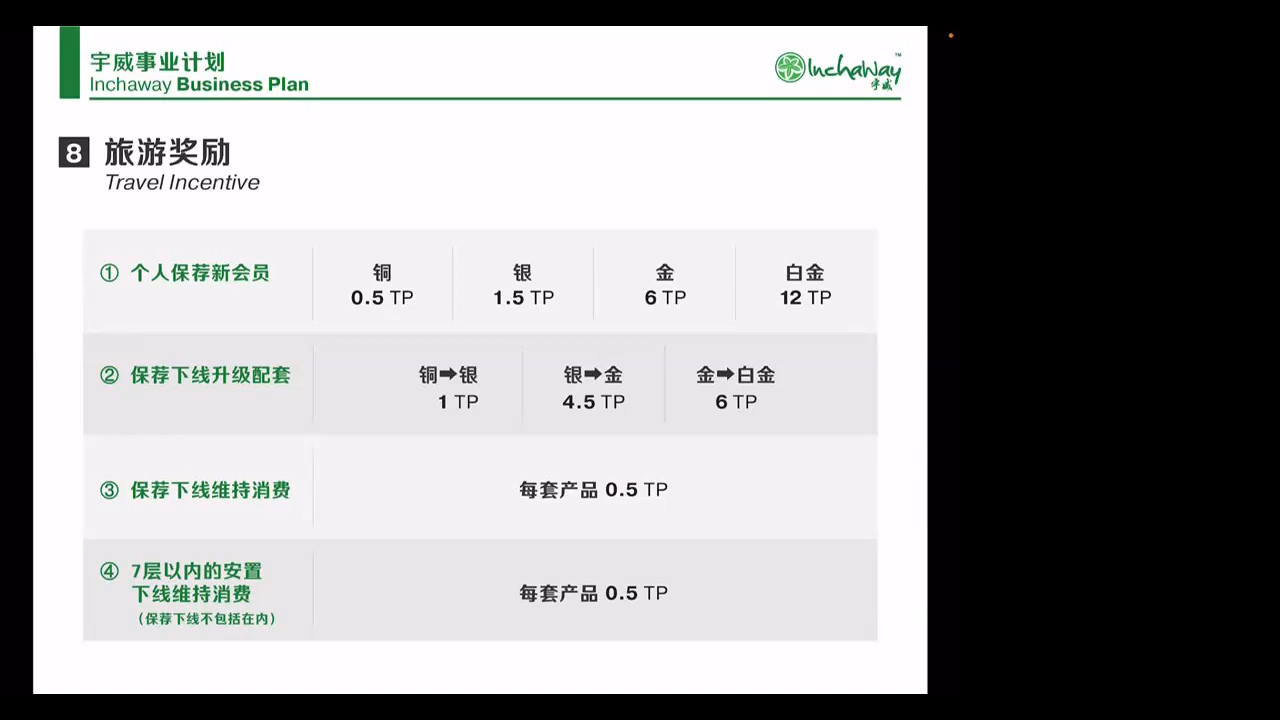 宇威事业计划
Inchaway Business Plan
InchaWay™
宇威
8 旅游奖励
Travel Incentive
① 个人保荐新会员
铜
0.5 TP
银
1.5 TP
金
6 TP
白金
12 TP
② 保荐下线升级配套
铜➡银
1 TP
银➡金
4.5 TP
金➡白金
6 TP
③ 保荐下线维持消费
每套产品 0.5 TP
④ 7层以内的安置
下线维持消费
（保荐下线不包括在内）
每套产品 0.5 TP